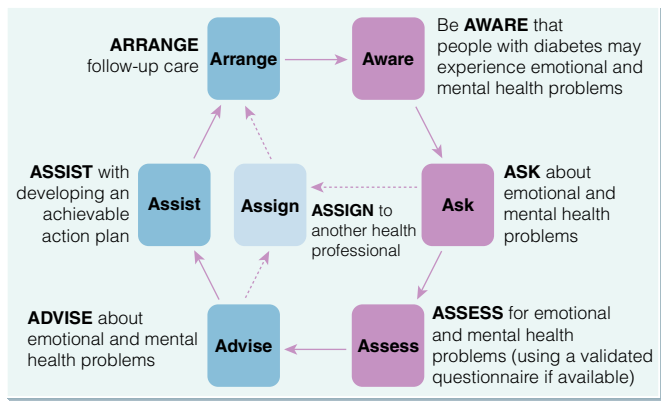 ARRANGE
follow-up care
Arrange
Aware
Be AWARE that
people with diabetes may
experience emotional and
mental health problems
ASSIST with
developing an
achievable
action plan
Assist
Assign
ASSIGN to
another health
professional
Ask
ASK about
emotional and
mental health
problems
ADVISE about
emotional and mental
health problems
Advise
Assess
ASSESS for emotional
and mental health
problems (using a validated
questionnaire if available)